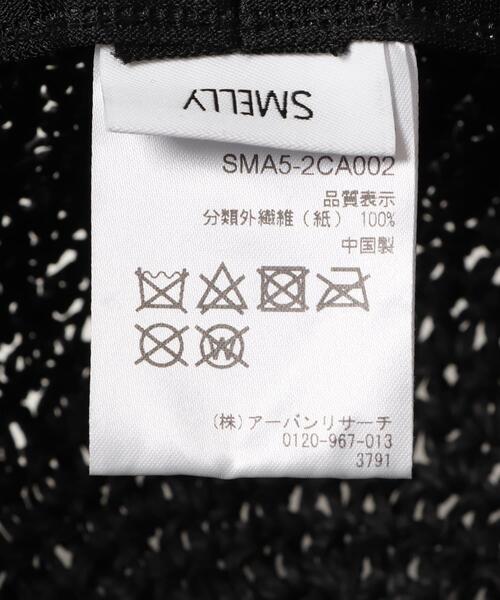 SMELLY
SMA5-2CA002
品質表示
分類外繊維（紙） 100%
中国製
W
（株）アーバンリサーチ
0120-967-013
3791